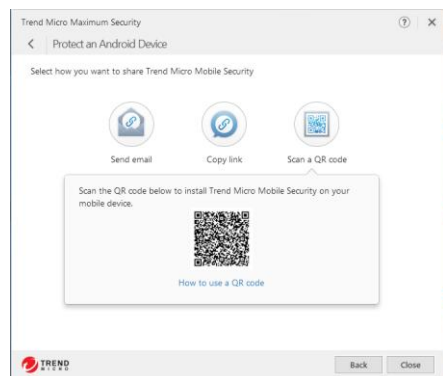 Trend Micro Maximum Security
Protect an Android Device
Select how you want to share Trend Micro Mobile Security
Send email
Copy link
Scan a QR code
Scan the QR code below to install Trend Micro Mobile Security on your
mobile device.
How to use a QR code
TREND
MICRO
Back
Close